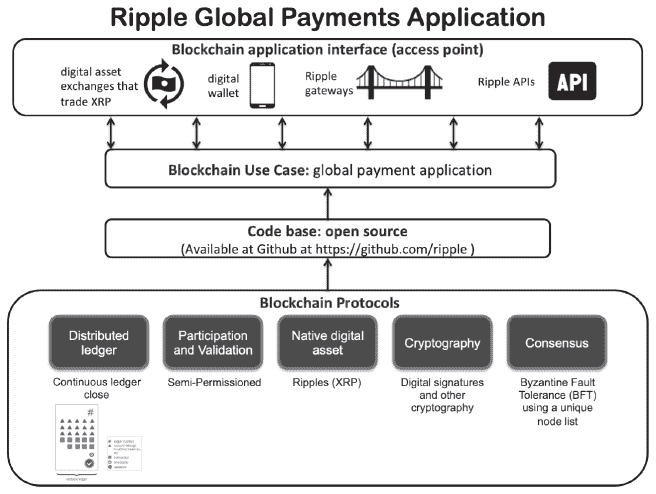 Ripple Global Payments Application
Blockchain application interface (access point)
digital asset
exchanges that
trade XRP
digital
wallet
Ripple
gateways
Ripple APIs
API
Blockchain Use Case: global payment application
Code base: open source
(Available at Github at https://github.com/ripple )
Blockchain Protocols
Distributed
ledger
Participation
and Validation
Native digital
asset
Cryptography
Consensus
Continuous ledger
close
Semi-Permissioned
Ripples (XRP)
Digital signatures
and other
cryptography
Byzantine Fault
Tolerance (BFT)
using a unique
node list
#